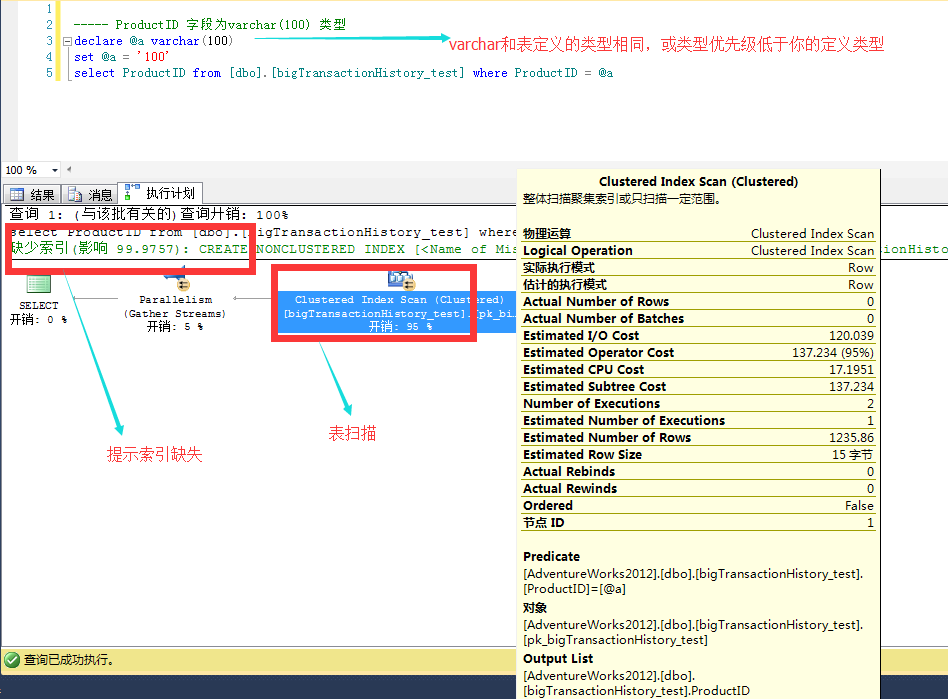 1
2 ----- ProductID 字段为varchar(100) 类型
3 declare @a varchar(100)
varchar和表定义的类型相同，或类型优先级低于你的定义类型
4 set @a = '100'
5 select ProductID from [dbo].[bigTransactionHistory_test] where ProductID = @a
100 %
结果 消息 执行计划
查询 1: (与该批有关的)查询开销: 100%
select ProductID from [dbo].[bigTransactionHistory_test] where
缺少索引(影响 99.9757): CREATE NONCLUSTERED INDEX [<Name of Mis
SELECT
开销: 0 %
Parallelism
(Gather Streams)
开销: 5 %
Clustered Index Scan (Clustered)
[bigTransactionHistory_test].[pk_bi…
开销: 95 %
提示索引缺失
表扫描
Clustered Index Scan (Clustered)
整体扫描聚集索引或只扫描一定范围。
物理运算 Clustered Index Scan
Logical Operation Clustered Index Scan
实际执行模式 Row
估计的执行模式 Row
Actual Number of Rows 0
Actual Number of Batches 0
Estimated I/O Cost 120.039
Estimated Operator Cost 137.234 (95%)
Estimated CPU Cost 17.1951
Estimated Subtree Cost 137.234
Number of Executions 2
Estimated Number of Executions 1
Estimated Number of Rows 1235.86
Estimated Row Size 15 字节
Actual Rebinds 0
Actual Rewinds 0
Ordered False
节点 ID 1
Predicate
[AdventureWorks2012].[dbo].[bigTransactionHistory_test].
[ProductID]=[@a]
对象
[AdventureWorks2012].[dbo].[bigTransactionHistory_test].
[pk_bigTransactionHistory_test]
Output List
[AdventureWorks2012].[dbo].
[bigTransactionHistory_test].ProductID
查询已成功执行。